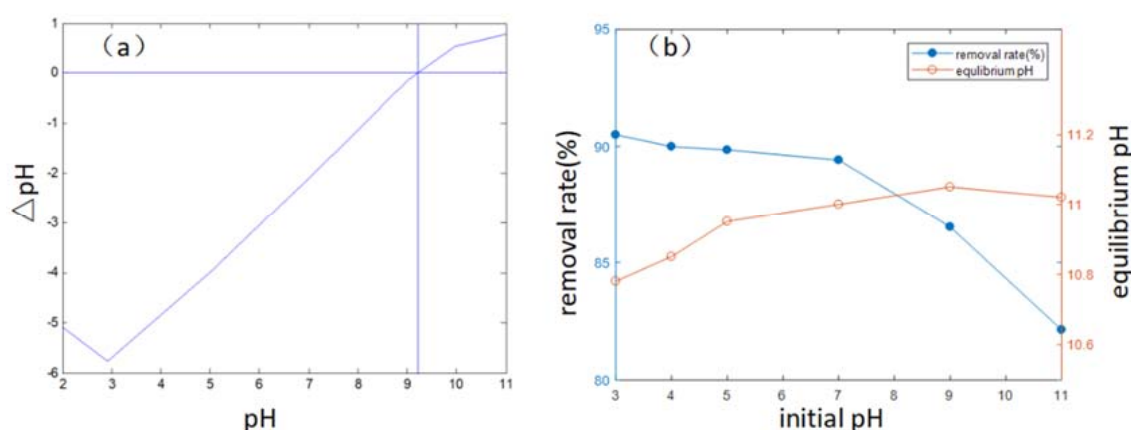 (a)
1
0
-1
-2
-3
-4
-5
-6
△pH
2 3 4 5 6 7 8 9 10 11
pH
(b)
removal rate(%)
equlibrium pH
95
90
85
80
removal rate(%)
3 4 5 6 7 8 9 10 11
initial pH
11.2
11
10.8
10.6
equlibrium pH